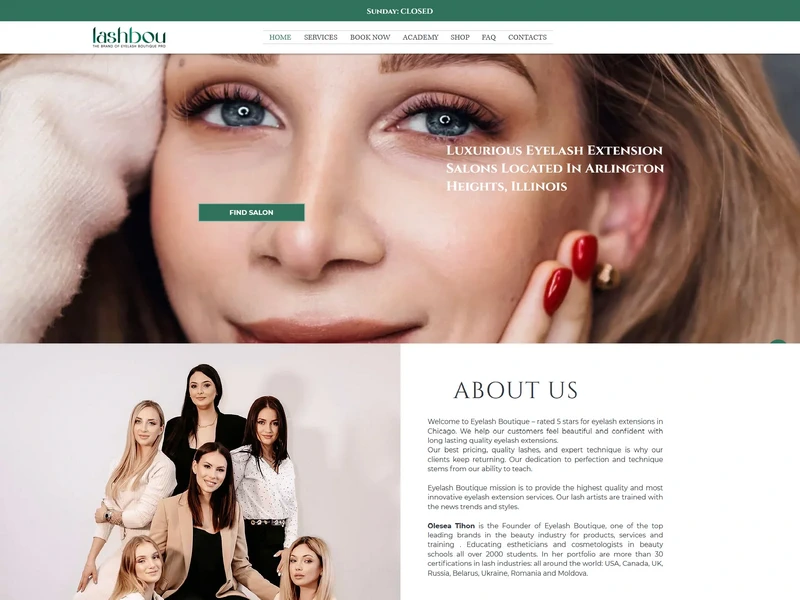 Sunday: CLOSED
lashbou
THE BRAND OF EYELASH BOUTIQUE PRO
HOME SERVICES BOOK NOW ACADEMY SHOP FAQ CONTACTS
Luxurious Eyelash Extension
Salons Located In Arlington
Heights, Illinois
FIND SALON
ABOUT US
Welcome to Eyelash Boutique – rated 5 stars for eyelash extensions in
Chicago. We help our customers feel beautiful and confident with
long lasting quality eyelash extensions.
Our best pricing, quality lashes, and expert technique is why our
clients keep returning. Our dedication to perfection and technique
stems from our ability to teach.
Eyelash Boutique mission is to provide the highest quality and most
innovative eyelash extension services. Our lash artists are trained with
the news trends and styles.
Olesea Tihon is the Founder of Eyelash Boutique, one of the top
leading brands in the beauty industry for products, services and
training . Educating estheticians and cosmetologists in beauty
schools all over 2000 students. In her portfolio are more than 30
certifications in lash industries: all around the world: USA, Canada, UK,
Russia, Belarus, Ukraine, Romania and Moldova.